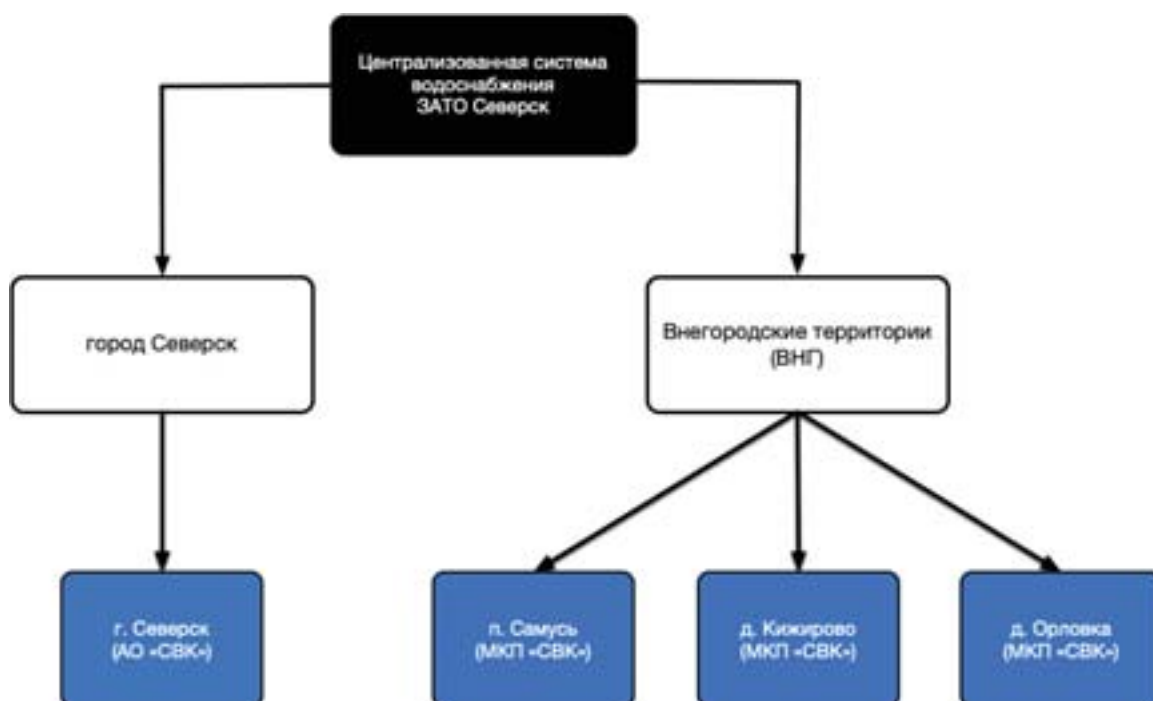 Централизованная система
водоснабжения
ЗАТО Северск
город Северск
Внегородские территории
(ВНГ)
г. Северск
(АО «СВК»)
п. Самусь
(МКП «СВК»)
д. Кижирово
(МКП «СВК»)
д. Орловка
(МКП «СВК»)